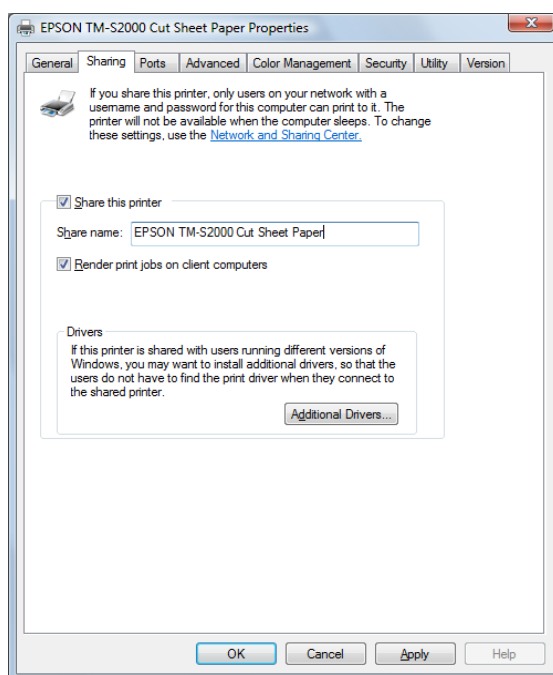 EPSON TM-S2000 Cut Sheet Paper Properties
General Sharing Ports Advanced Color Management Security Utility Version
If you share this printer, only users on your network with a
username and password for this computer can print to it. The
printer will not be available when the computer sleeps. To change
these settings, use the Network and Sharing Center.
Share this printer
Share name: EPSON TM-S2000 Cut Sheet Paper
Render print jobs on client computers
Drivers
If this printer is shared with users running different versions of
Windows, you may want to install additional drivers, so that the
users do not have to find the print driver when they connect to
the shared printer.
Additional Drivers...
OK Cancel Apply Help